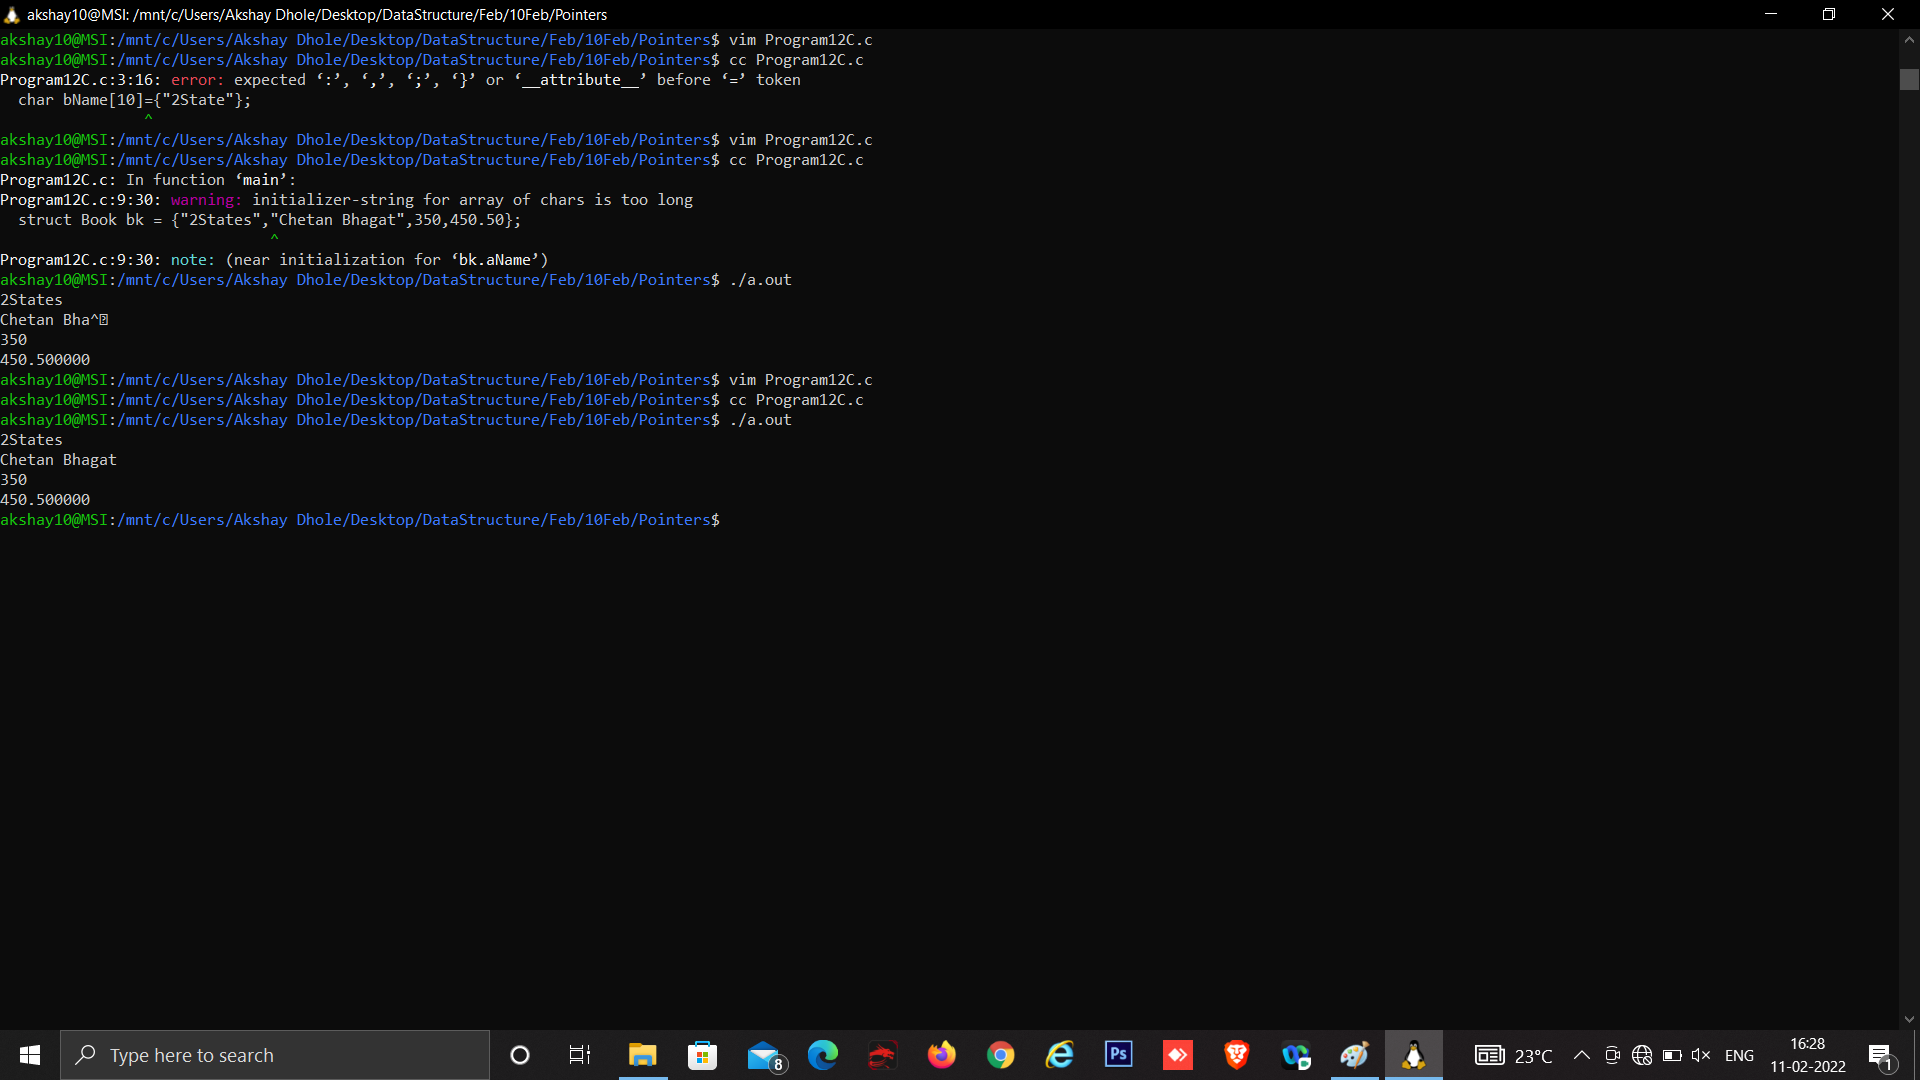 akshay10@MSI: /mnt/c/Users/Akshay Dhole/Desktop/DataStructure/Feb/10Feb/Pointers
akshay10@MSI:/mnt/c/Users/Akshay Dhole/Desktop/DataStructure/Feb/10Feb/Pointers$ vim Program12C.c
akshay10@MSI:/mnt/c/Users/Akshay Dhole/Desktop/DataStructure/Feb/10Feb/Pointers$ cc Program12C.c
Program12C.c:3:16: error: expected ‘:’, ‘,’, ‘;’, ‘}’ or ‘__attribute__’ before ‘=’ token
  char bName[10]={"2State"};
                ^
akshay10@MSI:/mnt/c/Users/Akshay Dhole/Desktop/DataStructure/Feb/10Feb/Pointers$ vim Program12C.c
akshay10@MSI:/mnt/c/Users/Akshay Dhole/Desktop/DataStructure/Feb/10Feb/Pointers$ cc Program12C.c
Program12C.c: In function ‘main’:
Program12C.c:9:30: warning: initializer-string for array of chars is too long
  struct Book bk = {"2States","Chetan Bhagat",350,450.50};
                              ^
Program12C.c:9:30: note: (near initialization for ‘bk.aName’)
akshay10@MSI:/mnt/c/Users/Akshay Dhole/Desktop/DataStructure/Feb/10Feb/Pointers$ ./a.out
2States
Chetan Bha^
350
450.500000
akshay10@MSI:/mnt/c/Users/Akshay Dhole/Desktop/DataStructure/Feb/10Feb/Pointers$ vim Program12C.c
akshay10@MSI:/mnt/c/Users/Akshay Dhole/Desktop/DataStructure/Feb/10Feb/Pointers$ cc Program12C.c
akshay10@MSI:/mnt/c/Users/Akshay Dhole/Desktop/DataStructure/Feb/10Feb/Pointers$ ./a.out
2States
Chetan Bhagat
350
450.500000
akshay10@MSI:/mnt/c/Users/Akshay Dhole/Desktop/DataStructure/Feb/10Feb/Pointers$
Type here to search
8
Ps
23°C
ENG
16:28
11-02-2022
1